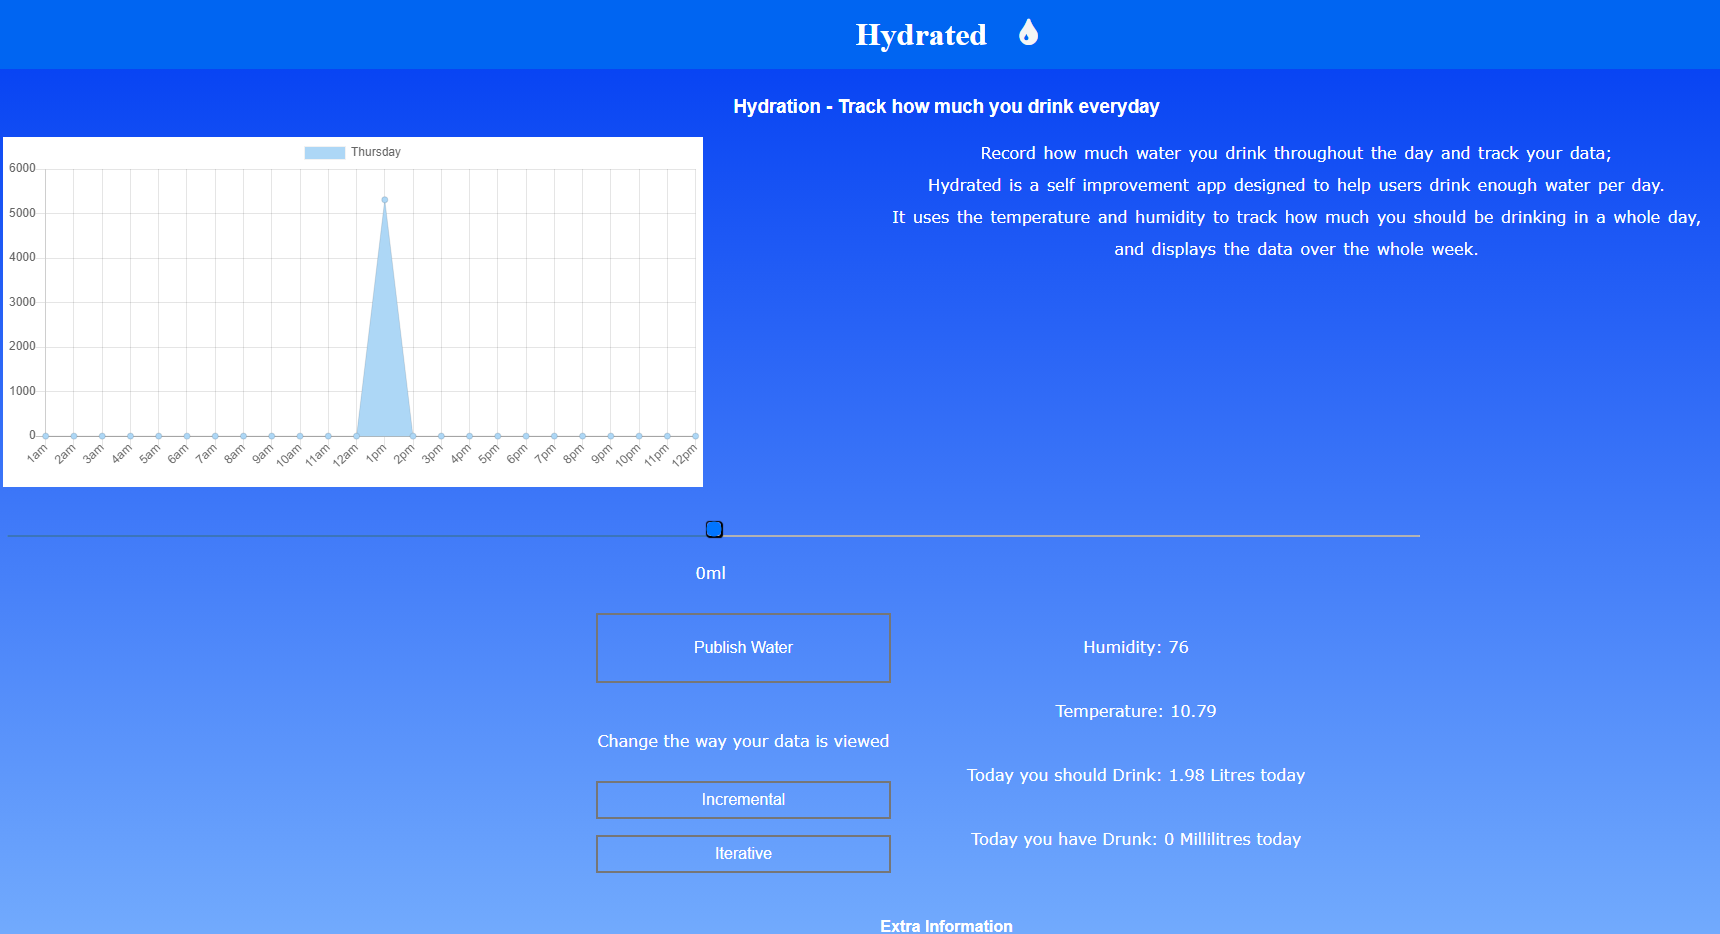 Hydrated
Hydration - Track how much you drink everyday
Thursday
6000
5000
4000
3000
2000
1000
0
1am 2am 3am 4am 5am 6am 7am 8am 9am 10am 11am 12am 1pm 2pm 3pm 4pm 5pm 6pm 7pm 8pm 9pm 10pm 11pm 12pm
Record how much water you drink throughout the day and track your data;
Hydrated is a self improvement app designed to help users drink enough water per day.
It uses the temperature and humidity to track how much you should be drinking in a whole day,
and displays the data over the whole week.
0ml
Publish Water
Change the way your data is viewed
Incremental
Iterative
Humidity: 76
Temperature: 10.79
Today you should Drink: 1.98 Litres today
Today you have Drunk: 0 Millilitres today
Extra Information